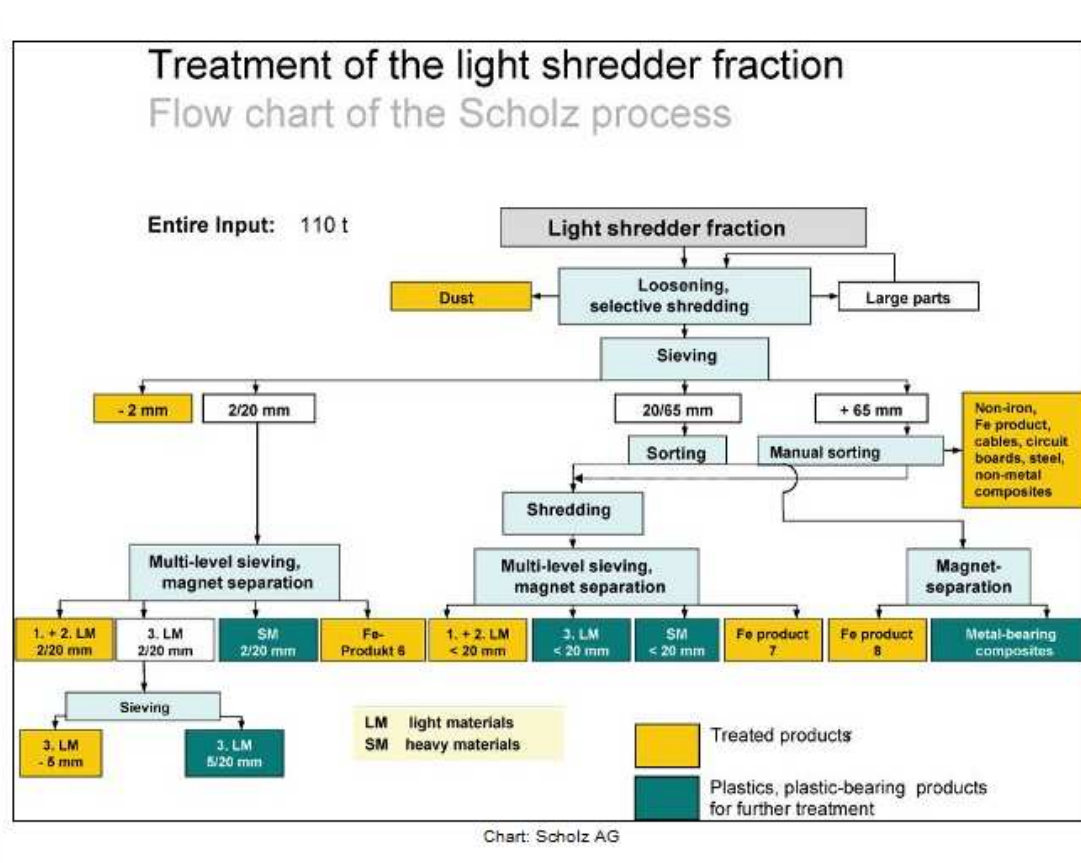 Treatment of the light shredder fraction
Flow chart of the Scholz process
Entire Input: 110 t
Light shredder fraction
Loosening,
selective shredding
Dust
Large parts
Sieving
- 2 mm
2/20 mm
20/65 mm
+ 65 mm
Non-iron,
Fe product,
cables, circuit
boards, steel,
non-metal
composites
Sorting
Manual sorting
Shredding
Multi-level sieving,
magnet separation
Multi-level sieving,
magnet separation
Magnet-
separation
1. + 2. LM
2/20 mm
3. LM
2/20 mm
SM
2/20 mm
Fe-
Produkt 6
1. + 2. LM
< 20 mm
3. LM
< 20 mm
SM
< 20 mm
Fe product
7
Fe product
8
Metal-bearing
composites
Sieving
3. LM
- 5 mm
3. LM
5/20 mm
LM light materials
SM heavy materials
Treated products
Plastics, plastic-bearing products
for further treatment
Chart: Scholz AG